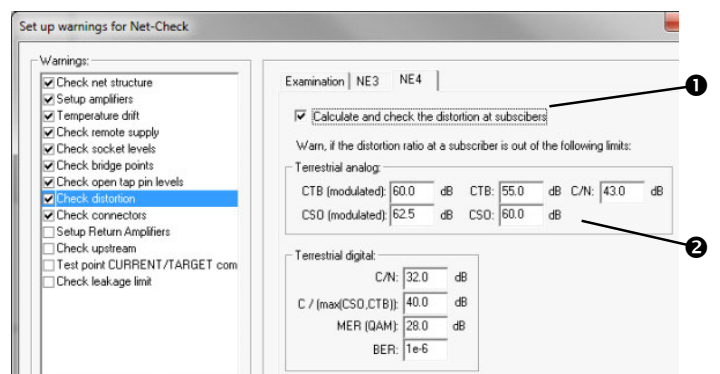 Set up warnings for Net-Check
Warnings:
Check net structure
Setup amplifiers
Temperature drift
Check remote supply
Check socket levels
Check bridge points
Check open tap pin levels
Check distortion
Check connectors
Setup Return Amplifiers
Check upstream
Test point CURRENT/TARGET com
Check leakage limit
Examination NE3 NE4
Calculate and check the distortion at subscibers
Warn, if the distortion ratio at a subscriber is out of the following limits:
Terrestrial analog:
CTB (modulated): 60.0 dB CTB: 55.0 dB C/N: 43.0 dB
CSO (modulated): 62.5 dB CSO: 60.0 dB
Terrestrial digital:
C/N: 32.0 dB
C / (max(CSO,CTB)): 40.0 dB
MER (QAM): 28.0 dB
BER: 1e-6
❶
❷